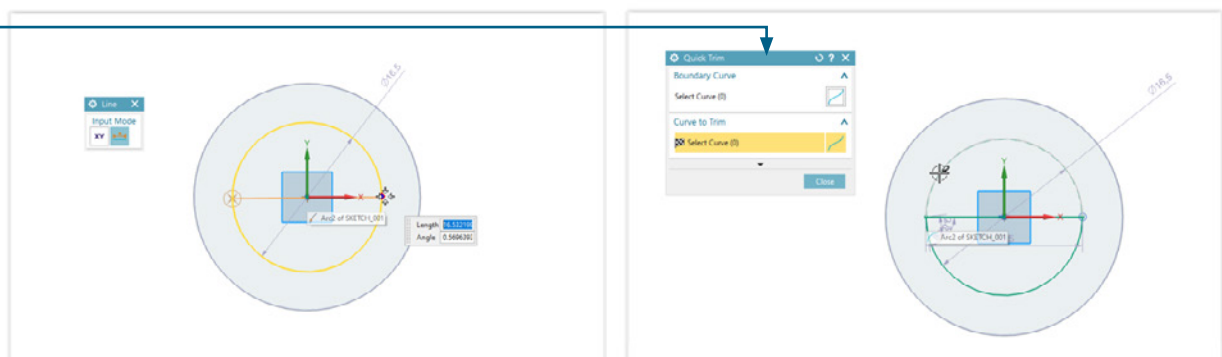 Line
Input Mode
XY
Ø16,5
Y
X
Arc2 of SKETCH_001
Length
Angle
Quick Trim
Boundary Curve
Select Curve (0)
Curve to Trim
Select Curve (0)
Close
Ø16,5
Y
X
Arc2 of SKETCH_001